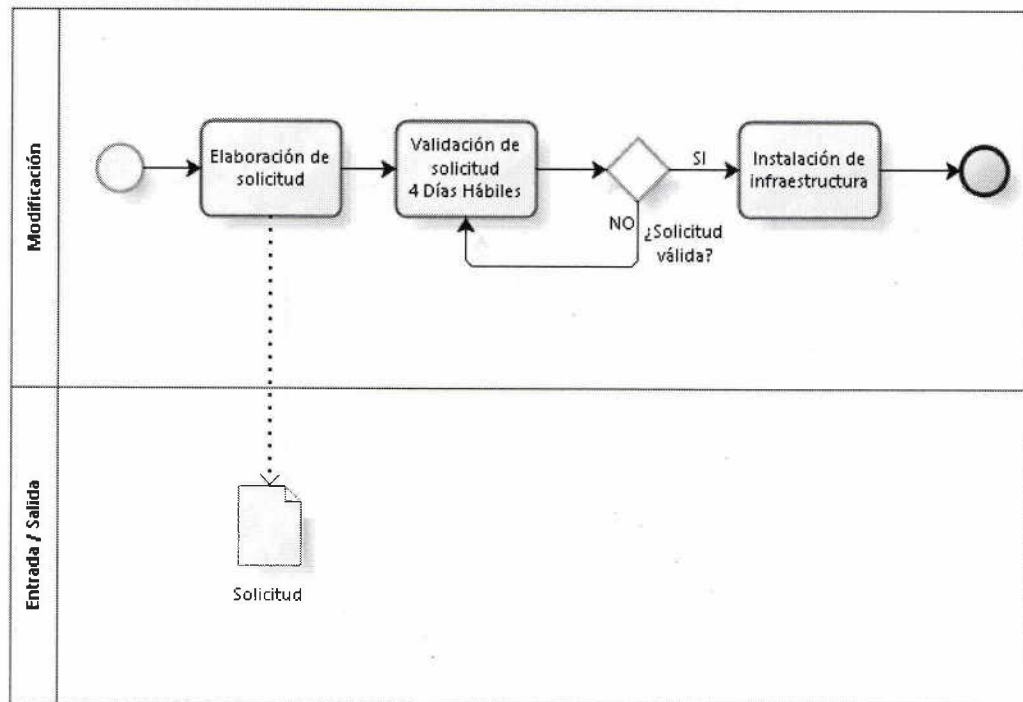 Modificación
Elaboración de
solicitud
Validación de
solicitud
4 Días Hábiles
SI
NO
¿Solicitud
válida?
Instalación de
infraestructura
Entrada / Salida
Solicitud